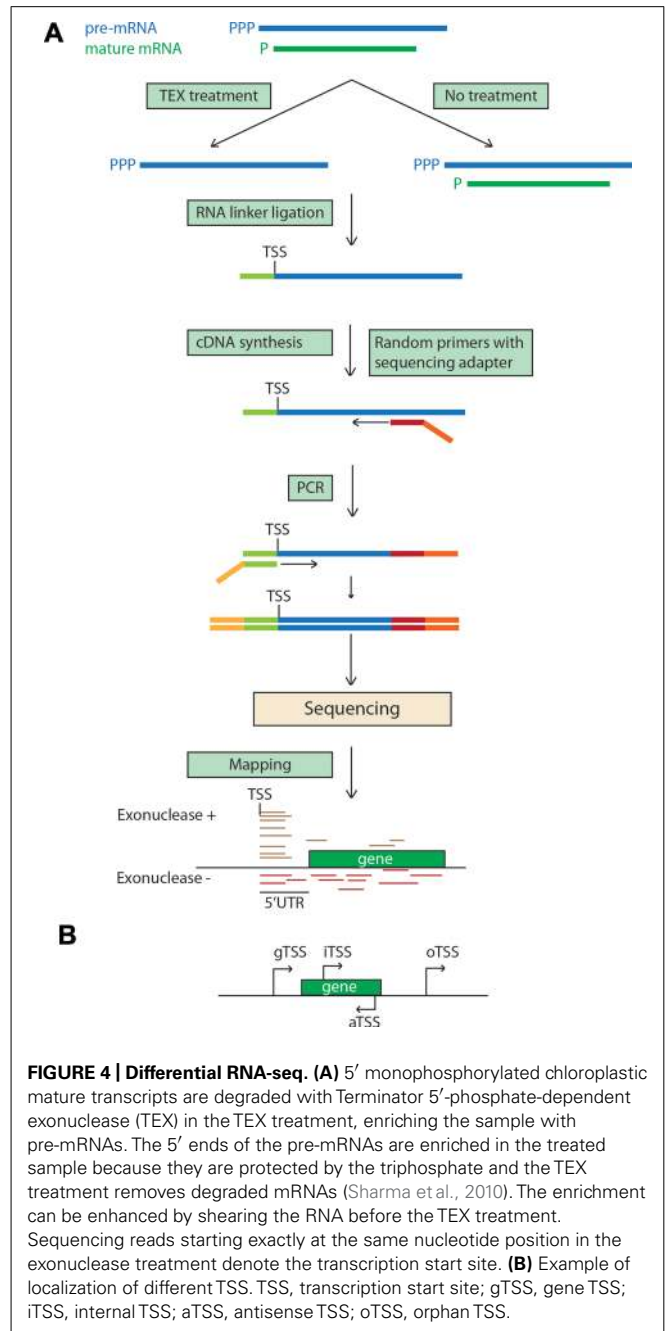 A
pre-mRNA PPP
mature mRNA P
TEX treatment No treatment
PPP PPP
P
RNA linker ligation
TSS
cDNA synthesis Random primers with
sequencing adapter
TSS
PCR
TSS
TSS
Sequencing
Mapping
TSS
Exonuclease +
gene
Exonuclease -
5'UTR
B
gTSS iTSS oTSS
gene
aTSS
FIGURE 4 | Differential RNA-seq. (A) 5′ monophosphorylated chloroplastic
mature transcripts are degraded with Terminator 5′-phosphate-dependent
exonuclease (TEX) in the TEX treatment, enriching the sample with
pre-mRNAs. The 5′ ends of the pre-mRNAs are enriched in the treated
sample because they are protected by the triphosphate and the TEX
treatment removes degraded mRNAs (Sharma et al., 2010). The enrichment
can be enhanced by shearing the RNA before the TEX treatment.
Sequencing reads starting exactly at the same nucleotide position in the
exonuclease treatment denote the transcription start site. (B) Example of
localization of different TSS. TSS, transcription start site; gTSS, gene TSS;
iTSS, internal TSS; aTSS, antisense TSS; oTSS, orphan TSS.